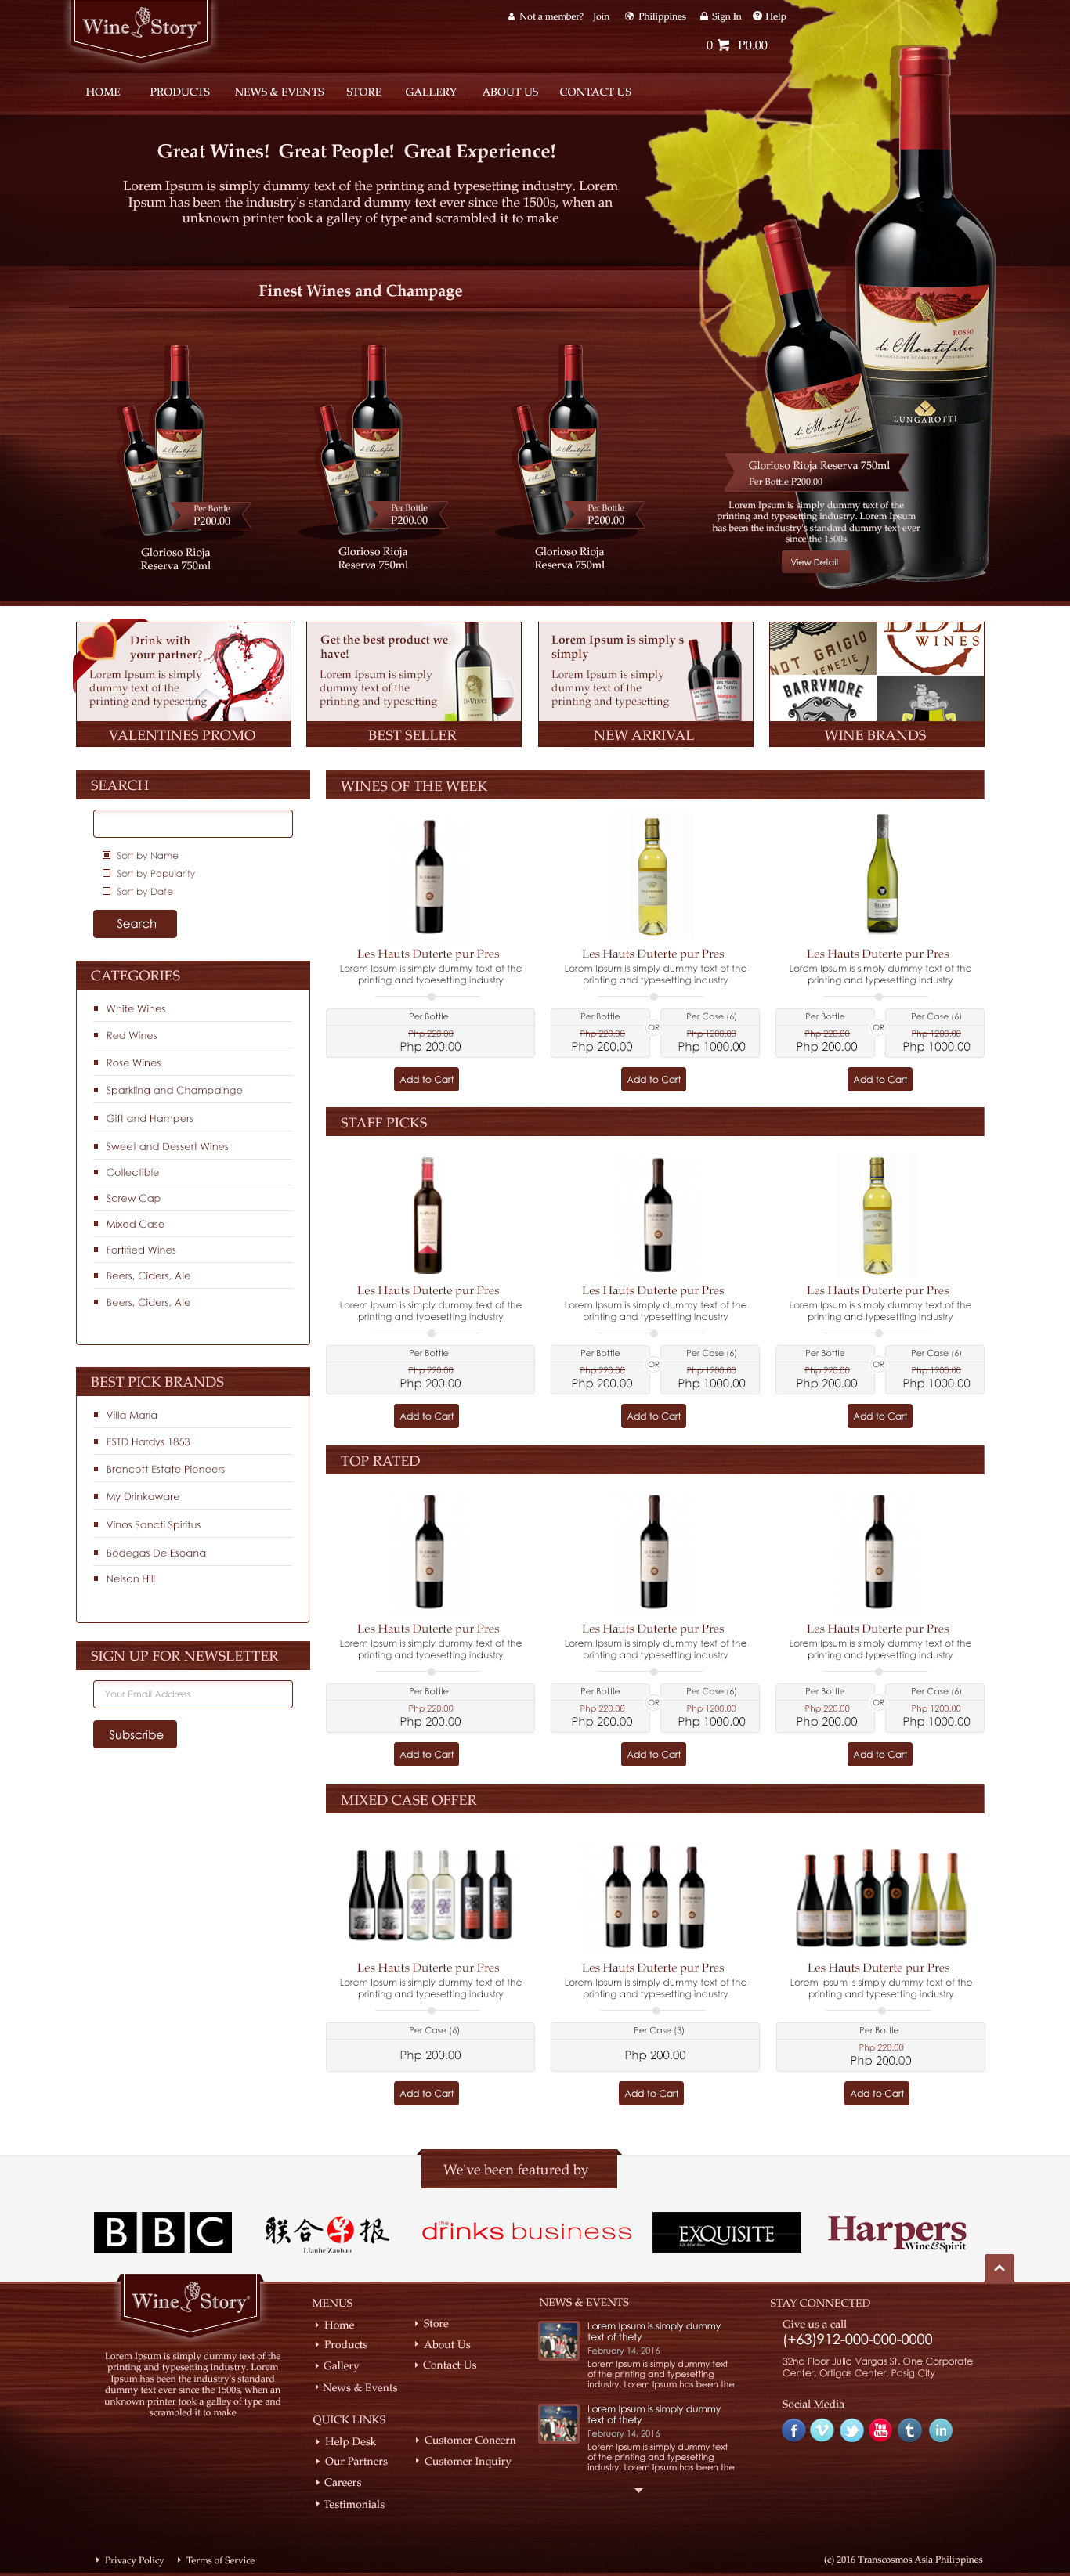 Wine Story
Not a member? Join
Philippines
Sign In
Help
0 P0.00
HOME
PRODUCTS
NEWS & EVENTS
STORE
GALLERY
ABOUT US
CONTACT US
Great Wines! Great People! Great Experience!
Lorem Ipsum is simply dummy text of the printing and typesetting industry. Lorem
Ipsum has been the industry's standard dummy text ever since the 1500s, when an
unknown printer took a galley of type and scrambled it to make
Finest Wines and Champage
Per Bottle
P200.00
Glorioso Rioja
Reserva 750ml
Per Bottle
P200.00
Glorioso Rioja
Reserva 750ml
Per Bottle
P200.00
Glorioso Rioja
Reserva 750ml
ROSSO
di Montefalco
LUNGAROTTI
ROSSO
di Montefalco
Glorioso Rioja Reserva 750ml
Per Bottle P200.00
Lorem Ipsum is simply dummy text of the
printing and typesetting industry. Lorem Ipsum
has been the industry's standard dummy text ever
since the 1500s
View Detail
Drink with
your partner?
Lorem Ipsum is simply
dummy text of the
printing and typesetting
VALENTINES PROMO
Get the best product we
have!
Lorem Ipsum is simply
dummy text of the
printing and typesetting
BEST SELLER
Lorem Ipsum is simply s
simply
Lorem Ipsum is simply
dummy text of the
printing and typesetting
NEW ARRIVAL
NOT GRIGIO
VENEZIE
BDL
WINES
BARRYMORE
WINE BRANDS
SEARCH
Sort by Name
Sort by Popularity
Sort by Date
Search
CATEGORIES
White Wines
Red Wines
Rose Wines
Sparkling and Champainge
Gift and Hampers
Sweet and Dessert Wines
Collectible
Screw Cap
Mixed Case
Fortified Wines
Beers, Ciders, Ale
Beers, Ciders, Ale
BEST PICK BRANDS
Villa Maria
ESTD Hardys 1853
Brancott Estate Pioneers
My Drinkaware
Vinos Sancti Spiritus
Bodegas De Esoana
Nelson Hill
SIGN UP FOR NEWSLETTER
Your Email Address
Subscribe
WINES OF THE WEEK
Les Hauts Duterte pur Pres
Lorem Ipsum is simply dummy text of the
printing and typesetting industry
Per Bottle
Php 220.00
Php 200.00
Add to Cart
Les Hauts Duterte pur Pres
Lorem Ipsum is simply dummy text of the
printing and typesetting industry
Per Bottle
Php 220.00
Php 200.00
OR
Per Case (6)
Php 1200.00
Php 1000.00
Add to Cart
Les Hauts Duterte pur Pres
Lorem Ipsum is simply dummy text of the
printing and typesetting industry
Per Bottle
Php 220.00
Php 200.00
OR
Per Case (6)
Php 1200.00
Php 1000.00
Add to Cart
STAFF PICKS
Les Hauts Duterte pur Pres
Lorem Ipsum is simply dummy text of the
printing and typesetting industry
Per Bottle
Php 220.00
Php 200.00
Add to Cart
Les Hauts Duterte pur Pres
Lorem Ipsum is simply dummy text of the
printing and typesetting industry
Per Bottle
Php 220.00
Php 200.00
OR
Per Case (6)
Php 1200.00
Php 1000.00
Add to Cart
Les Hauts Duterte pur Pres
Lorem Ipsum is simply dummy text of the
printing and typesetting industry
Per Bottle
Php 220.00
Php 200.00
OR
Per Case (6)
Php 1200.00
Php 1000.00
Add to Cart
TOP RATED
Les Hauts Duterte pur Pres
Lorem Ipsum is simply dummy text of the
printing and typesetting industry
Per Bottle
Php 220.00
Php 200.00
Add to Cart
Les Hauts Duterte pur Pres
Lorem Ipsum is simply dummy text of the
printing and typesetting industry
Per Bottle
Php 220.00
Php 200.00
OR
Per Case (6)
Php 1200.00
Php 1000.00
Add to Cart
Les Hauts Duterte pur Pres
Lorem Ipsum is simply dummy text of the
printing and typesetting industry
Per Bottle
Php 220.00
Php 200.00
OR
Per Case (6)
Php 1200.00
Php 1000.00
Add to Cart
MIXED CASE OFFER
Les Hauts Duterte pur Pres
Lorem Ipsum is simply dummy text of the
printing and typesetting industry
Per Case (6)
Php 200.00
Add to Cart
Les Hauts Duterte pur Pres
Lorem Ipsum is simply dummy text of the
printing and typesetting industry
Per Case (3)
Php 200.00
Add to Cart
Les Hauts Duterte pur Pres
Lorem Ipsum is simply dummy text of the
printing and typesetting industry
Per Bottle
Php 220.00
Php 200.00
Add to Cart
We've been featured by
BBC
联合早报
Lianhe Zaobao
the
drinks business
EXQUISITE
Harpers
Wine&Spirit
Wine Story
Lorem Ipsum is simply dummy text of the
printing and typesetting industry. Lorem
Ipsum has been the industry's standard
dummy text ever since the 1500s, when an
unknown printer took a galley of type and
scrambled it to make
MENUS
Home
Products
Gallery
News & Events
Store
About Us
Contact Us
QUICK LINKS
Help Desk
Our Partners
Careers
Testimonials
Customer Concern
Customer Inquiry
NEWS & EVENTS
Lorem Ipsum is simply dummy
text of thety
February 14, 2016
Lorem Ipsum is simply dummy text
of the printing and typesetting
industry. Lorem Ipsum has been the
Lorem Ipsum is simply dummy
text of thety
February 14, 2016
Lorem Ipsum is simply dummy text
of the printing and typesetting
industry. Lorem Ipsum has been the
STAY CONNECTED
Give us a call
(+63)912-000-000-0000
32nd Floor Julia Vargas St. One Corporate
Center, Ortigas Center, Pasig City
Social Media
Privacy Policy
Terms of Service
(c) 2016 Transcosmos Asia Philippines